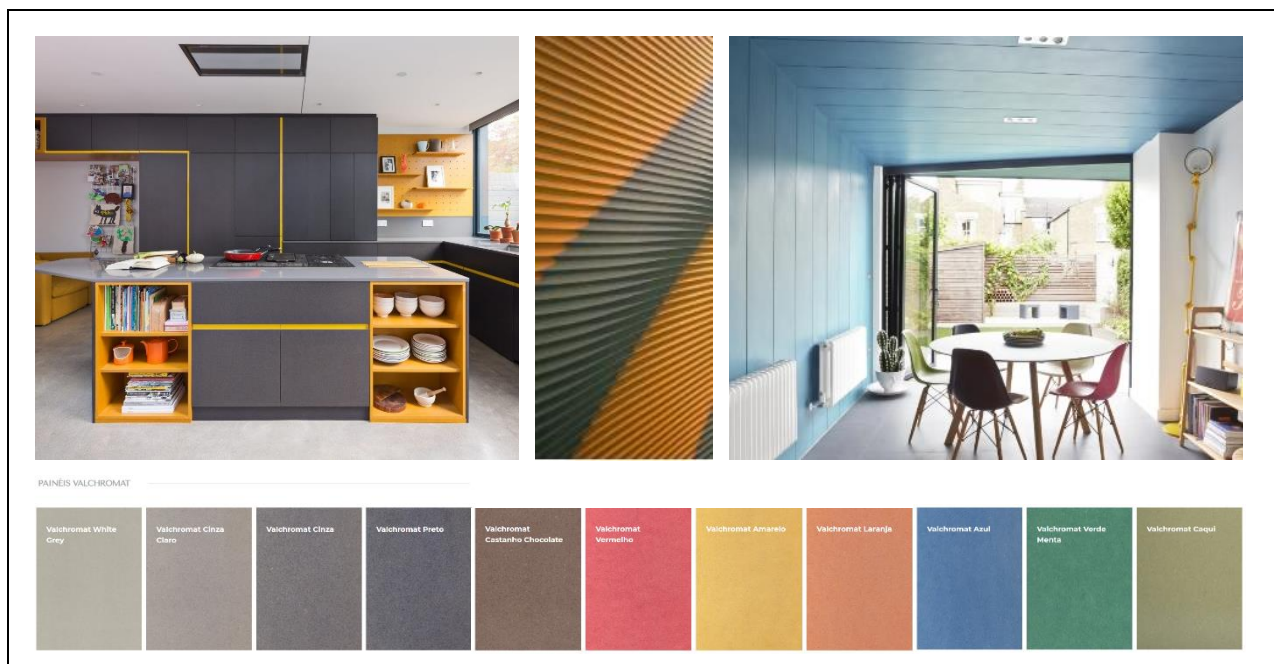 PAINÈIS VALCHROMAT
Valchromat White
Grey
Valchromat Cinza
Claro
Valchromat Cinza
Valchromat Preto
Valchromat
Castanho Chocolate
Valchromat
Vermelho
Valchromat Amarelo
Valchromat Laranja
Valchromat Azul
Valchromat Verde
Menta
Valchromat Caqui